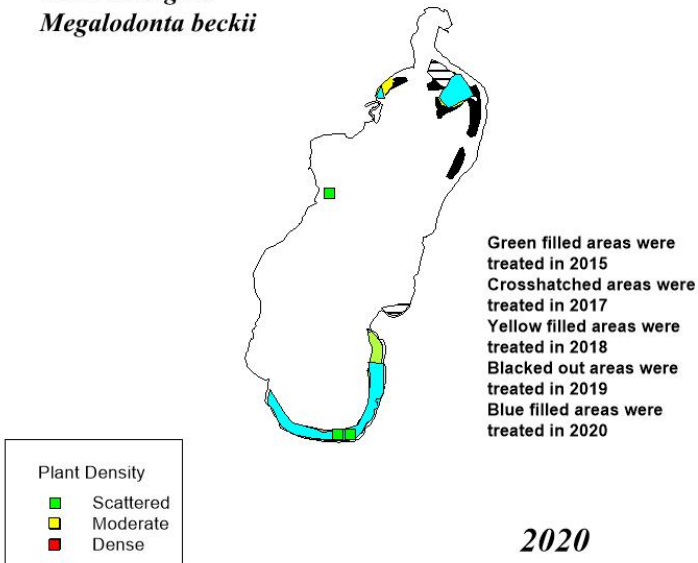 Megalodonta beckii
Green filled areas were
treated in 2015
Crosshatched areas were
treated in 2017
Yellow filled areas were
treated in 2018
Blacked out areas were
treated in 2019
Blue filled areas were
treated in 2020
Plant Density
Scattered
Moderate
Dense
2020